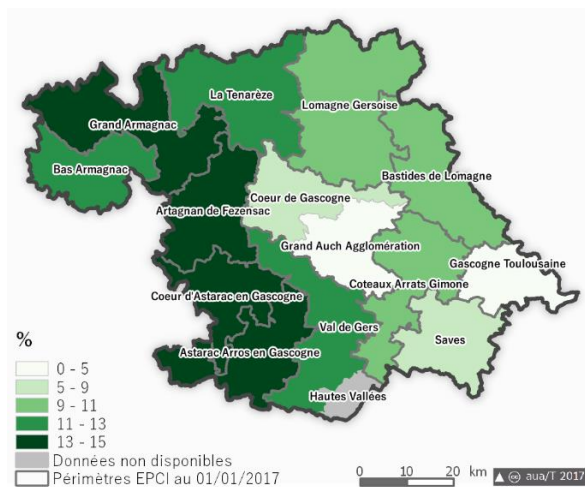 La Tenarèze
Lomagne Gersoise
Grand Armagnac
Bas Armagnac
Bastides de Lomagne
Coeur de Gascogne
Artagnan de Fezensac
Grand Auch Agglomération
Gascogne Toulousaine
Coteaux Arrats Gimone
Coeur d'Astarac en Gascogne
Val de Gers
Saves
Astarac Arros en Gascogne
Hautes Vallées
%
0 - 5
5 - 9
9 - 11
11 - 13
13 - 15
Données non disponibles
Périmètres EPCI au 01/01/2017
0 10 20 km
cc aua/T 2017